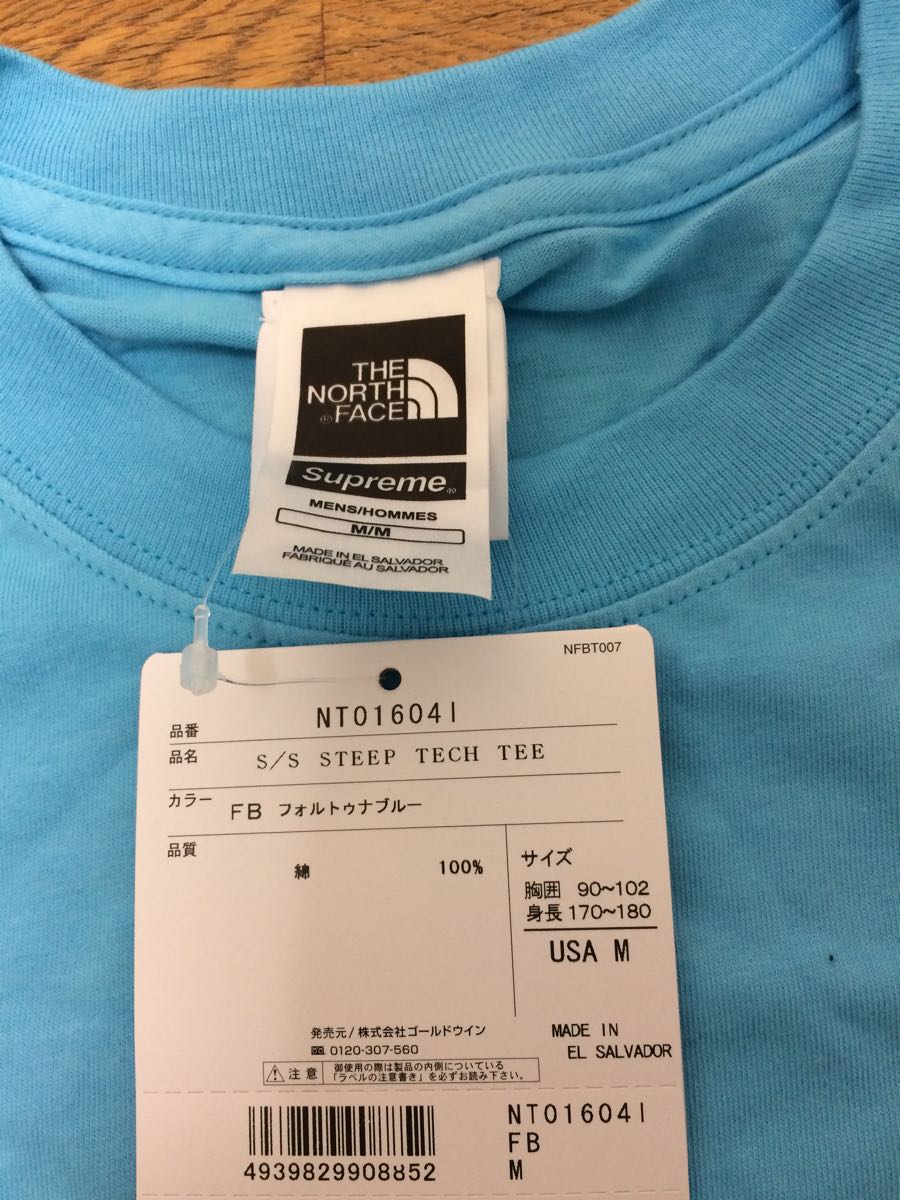 THE
NORTH
FACE
Supreme®
MENS/HOMMES
M/M
MADE IN EL SALVADOR
FABRIQUÉ AU SALVADOR
NFBT007
品番 NT01604I
品名 S/S STEEP TECH TEE
カラー FB フォルトゥナブルー
品質
綿 100%
サイズ
胸囲 90~102
身長 170~180
USA M
発売元/株式会社ゴールドウイン
0120-307-560
MADE IN
EL SALVADOR
注意
御使用の際は製品の内側についている
「ラベルの注意書き」を必ずお読み下さい。
4939829908852
NT01604I
FB
M